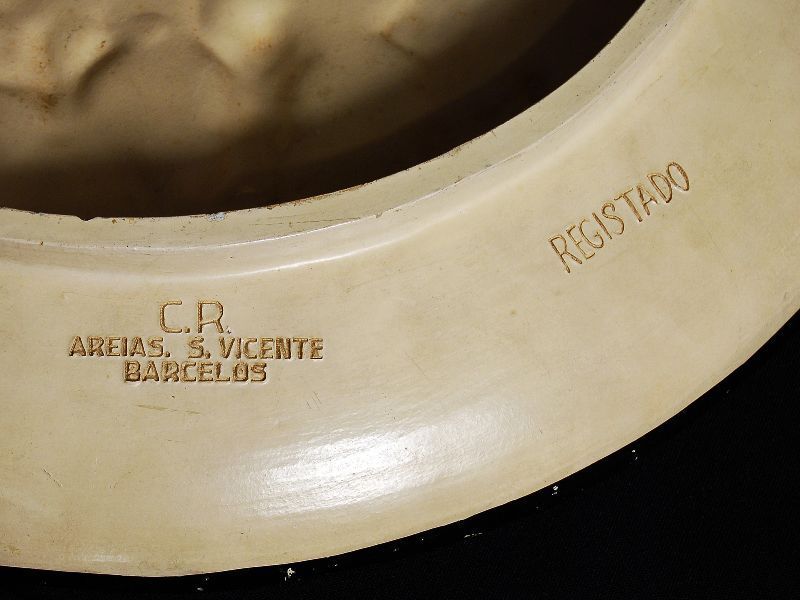 C.R.
AREIAS. S. VICENTE
BARCELOS
REGISTADO